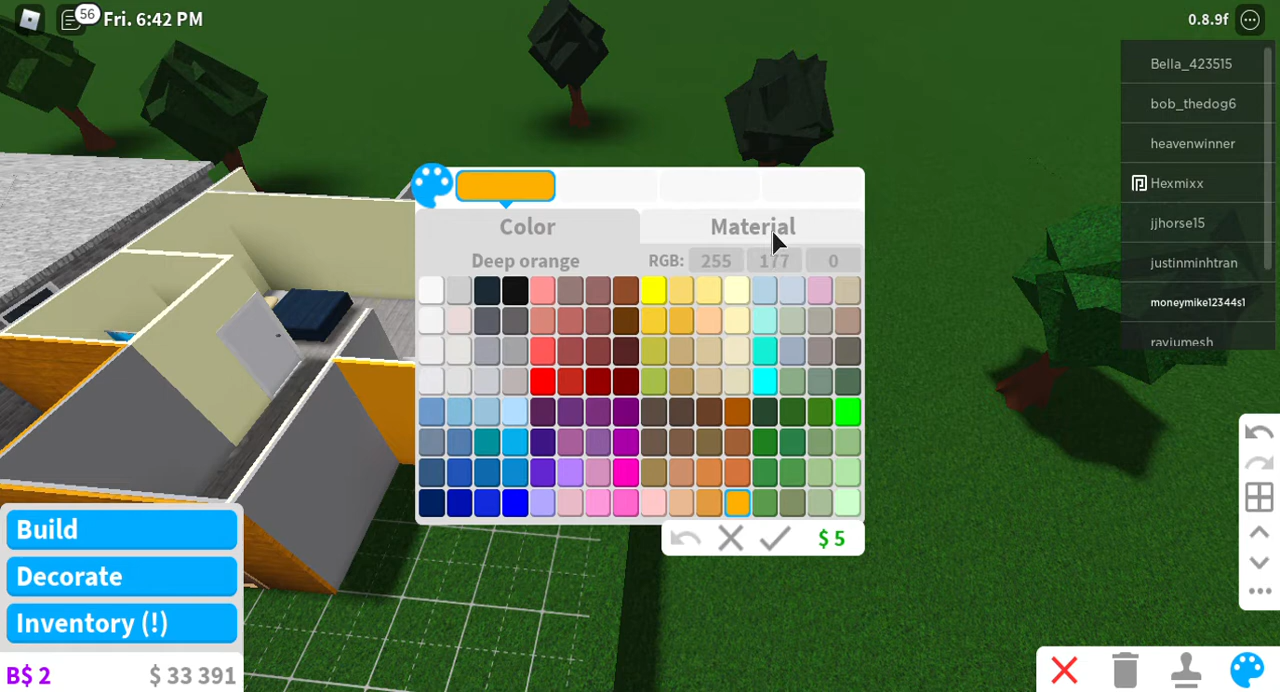 56
Fri. 6:42 PM
0.8.9f
Bella_423515
bob_thedog6
heavenwinner
Hexmixx
jjhorse15
justinminhtran
moneymike12344s1
raviumesh
Color
Material
Deep orange
RGB: 255 177 0
$ 5
Build
Decorate
Inventory (!)
B$ 2
$ 33 391